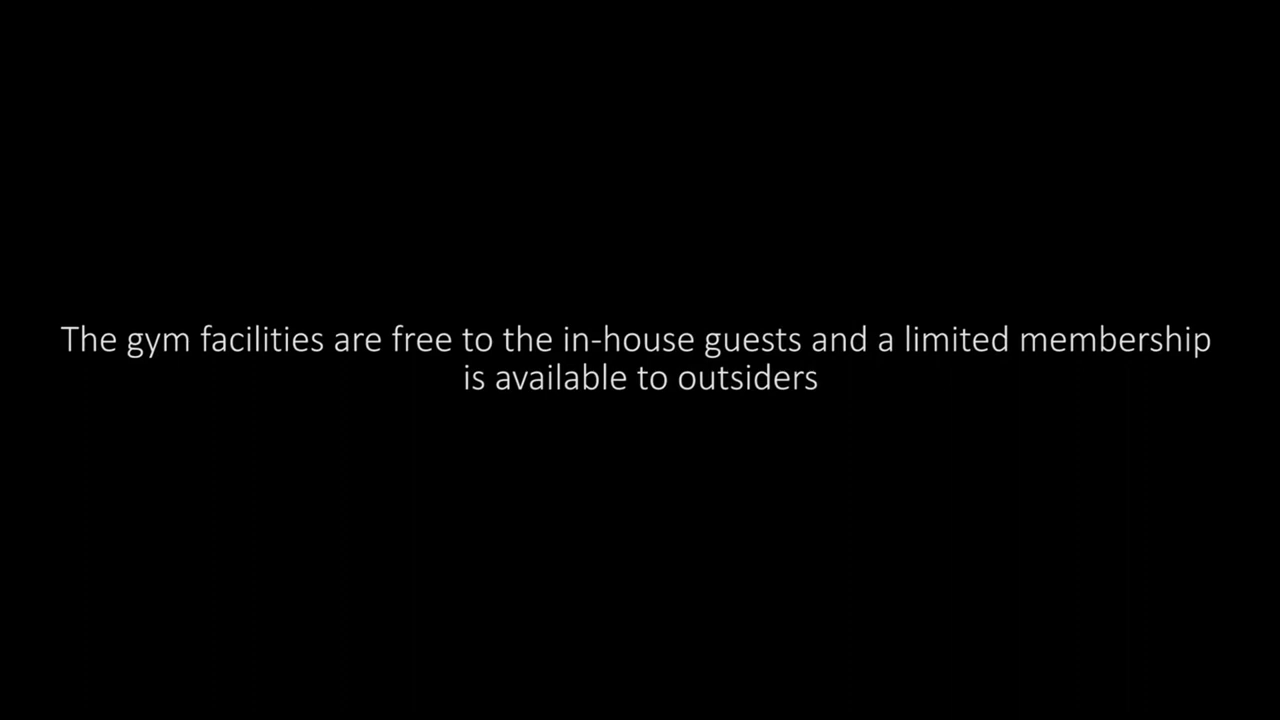 The gym facilities are free to the in-house guests and a limited membership
is available to outsiders